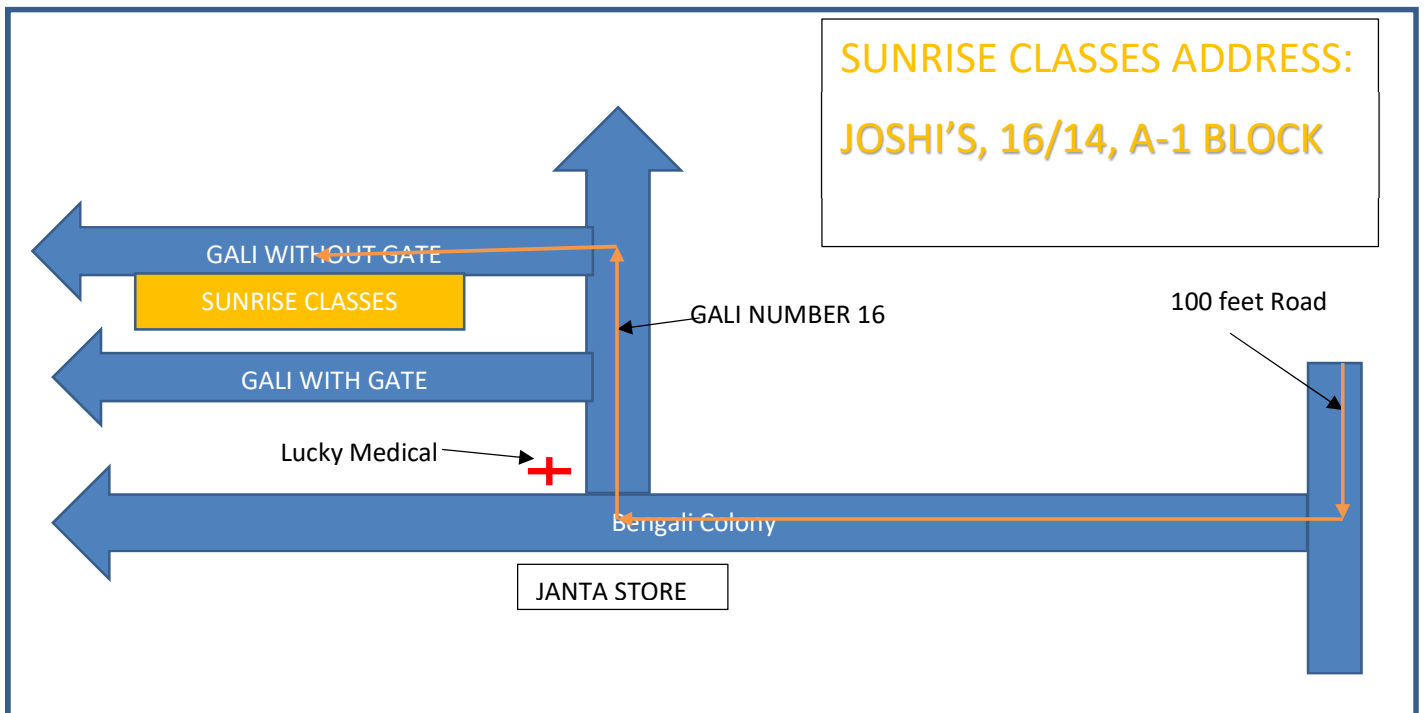 SUNRISE CLASSES ADDRESS:
JOSHI’S, 16/14, A-1 BLOCK
GALI WITHOUT GATE
SUNRISE CLASSES
GALI NUMBER 16
100 feet Road
GALI WITH GATE
Lucky Medical
Bengali Colony
JANTA STORE